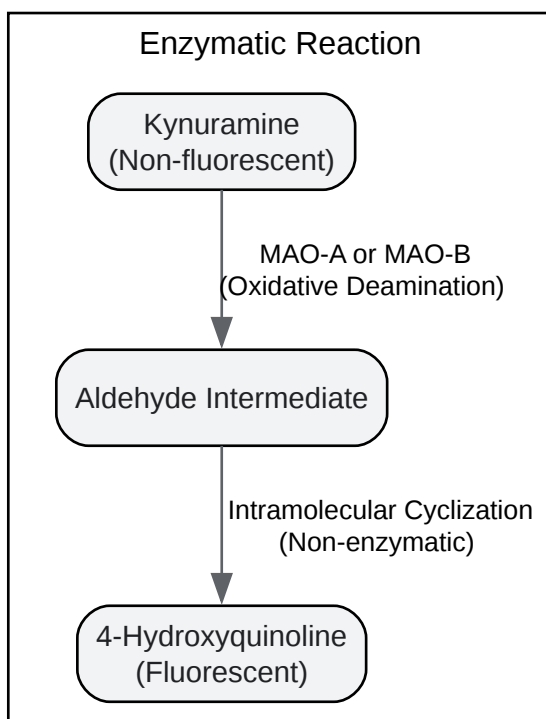 Enzymatic Reaction
Kynuramine
(Non-fluorescent)
MAO-A or MAO-B
(Oxidative Deamination)
Aldehyde Intermediate
Intramolecular Cyclization
(Non-enzymatic)
4-Hydroxyquinoline
(Fluorescent)